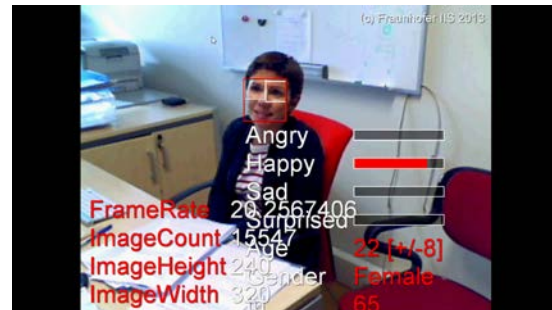 (c) Fraunhofer IIS 2013
Angry
Happy
Sad
FrameRate 20.2567406
Surprised
ImageCount 15547
Age 22 [+/-8]
ImageHeight 240
Gender Female
ImageWidth 320
65